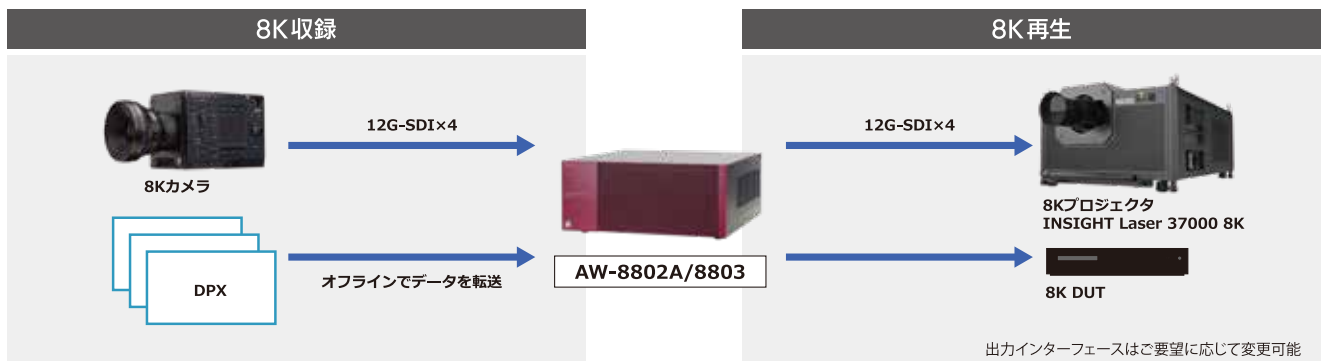 8K収録
8K再生
12G-SDI×4
12G-SDI×4
8Kカメラ
8Kプロジェクタ
INSIGHT Laser 37000 8K
DPX
オフラインでデータを転送
AW-8802A/8803
8K DUT
出力インターフェースはご要望に応じて変更可能